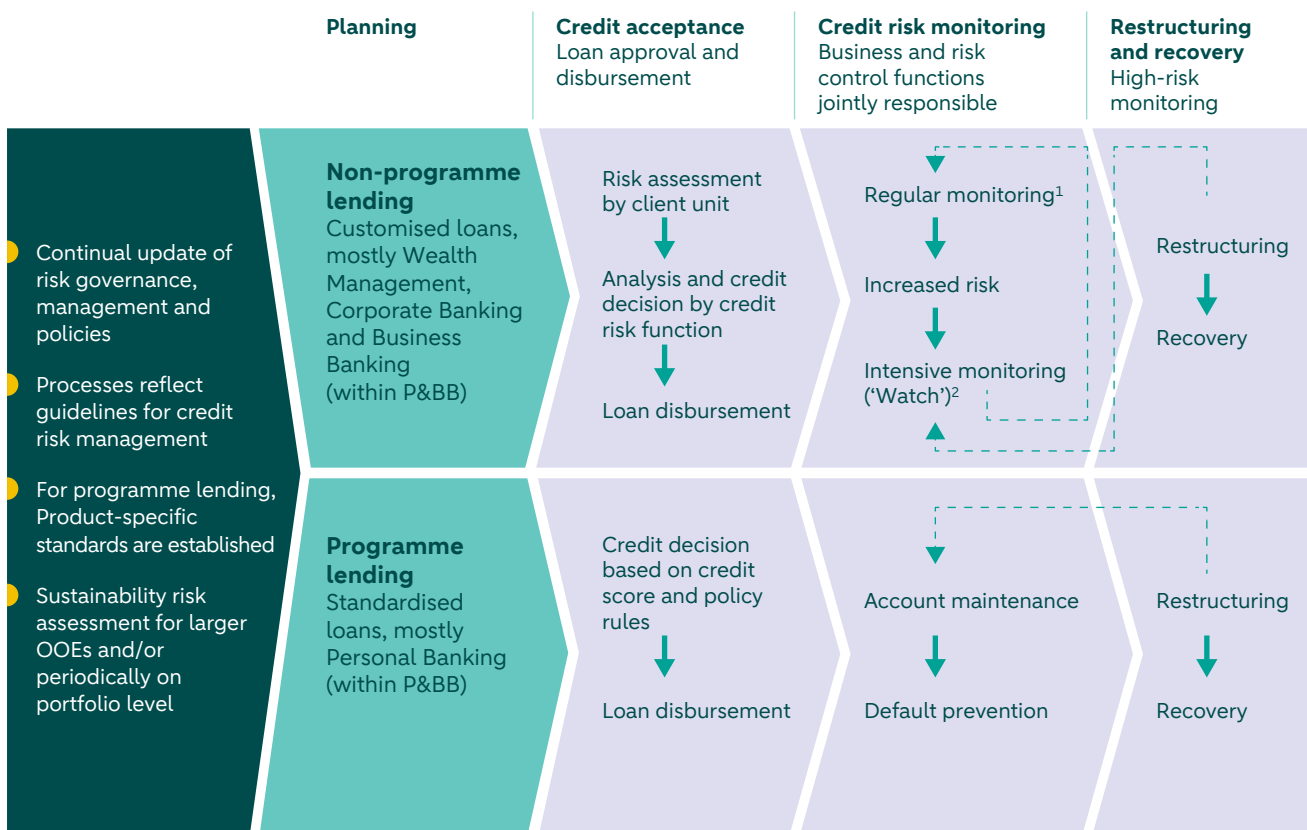 Planning
Credit acceptance
Loan approval and
disbursement
Credit risk monitoring
Business and risk
control functions
jointly responsible
Restructuring
and recovery
High-risk
monitoring
Continual update of
risk governance,
management and
policies
Processes reflect
guidelines for credit
risk management
For programme lending,
Product-specific
standards are established
Sustainability risk
assessment for larger
OOEs and/or
periodically on
portfolio level
Non-programme
lending
Customised loans,
mostly Wealth
Management,
Corporate Banking
and Business
Banking
(within P&BB)
Risk assessment
by client unit
Analysis and credit
decision by credit
risk function
Loan disbursement
Regular monitoring¹
Increased risk
Intensive monitoring
(‘Watch’)²
Restructuring
Recovery
Programme
lending
Standardised
loans, mostly
Personal Banking
(within P&BB)
Credit decision
based on credit
score and policy
rules
Loan disbursement
Account maintenance
Default prevention
Restructuring
Recovery